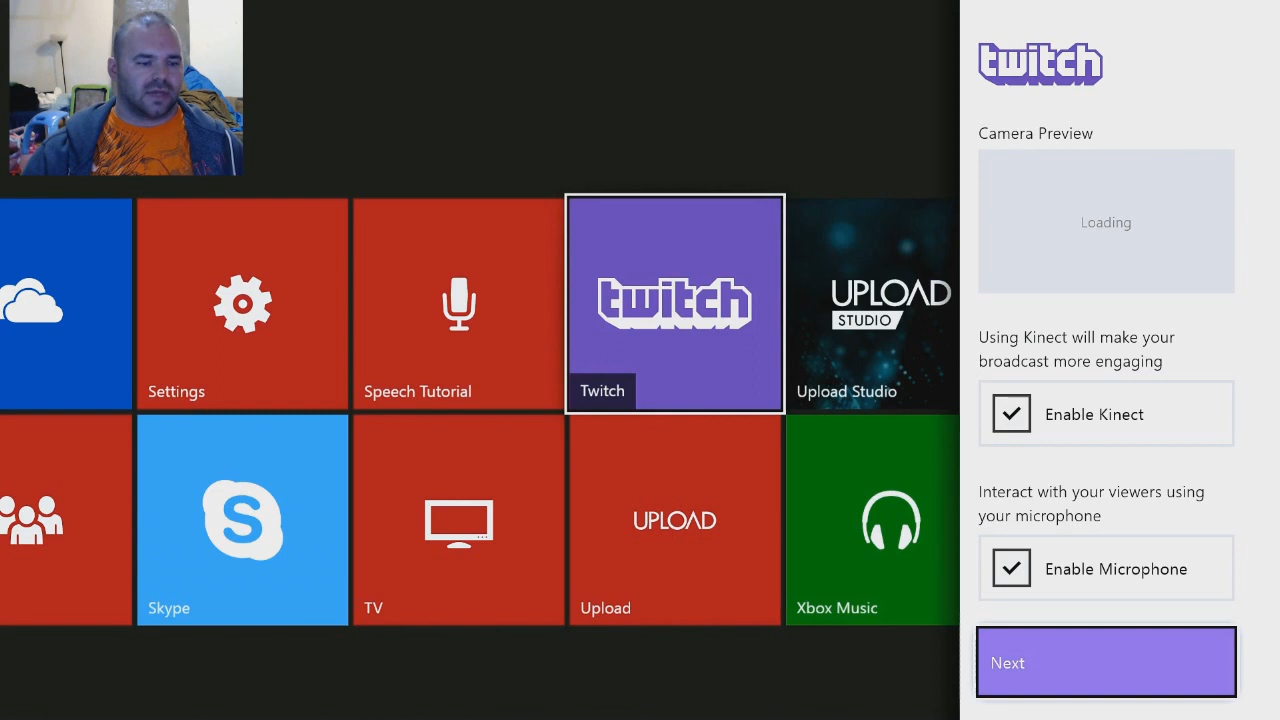 twitch
Camera Preview
Loading
Using Kinect will make your
broadcast more engaging
Enable Kinect
Interact with your viewers using
your microphone
Enable Microphone
Next
Settings
Speech Tutorial
twitch
Twitch
UPLOAD
STUDIO
Upload Studio
S
Skype
TV
UPLOAD
Upload
Xbox Music